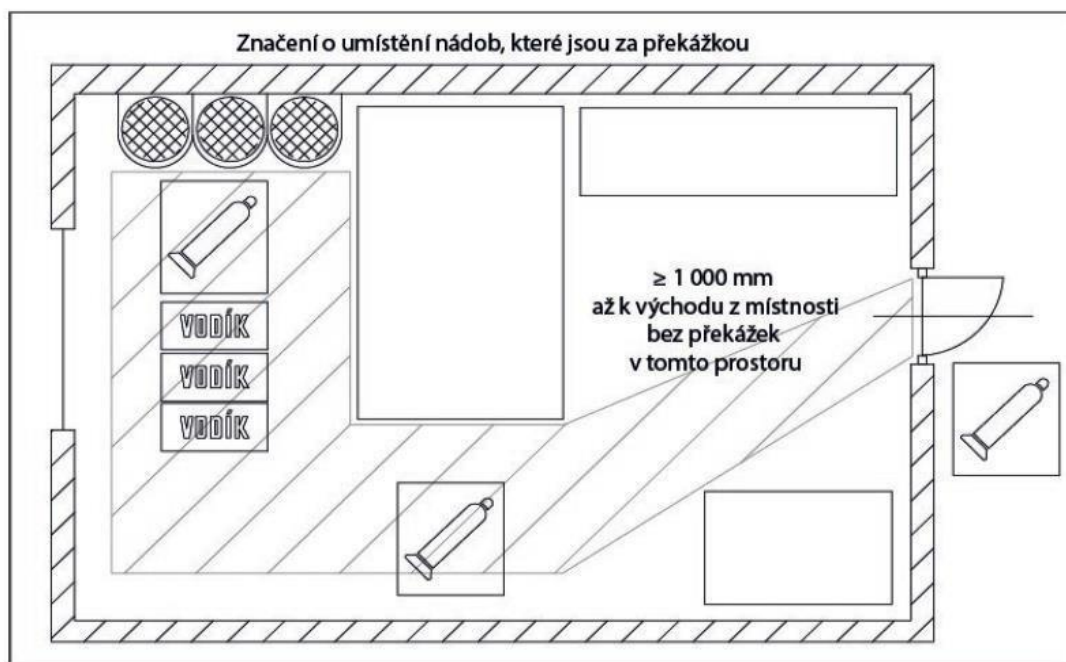 Značení o umístění nádob, které jsou za překážkou
≥ 1 000 mm
až k východu z místnosti
bez překážek
v tomto prostoru
VODÍK
VODÍK
VODÍK